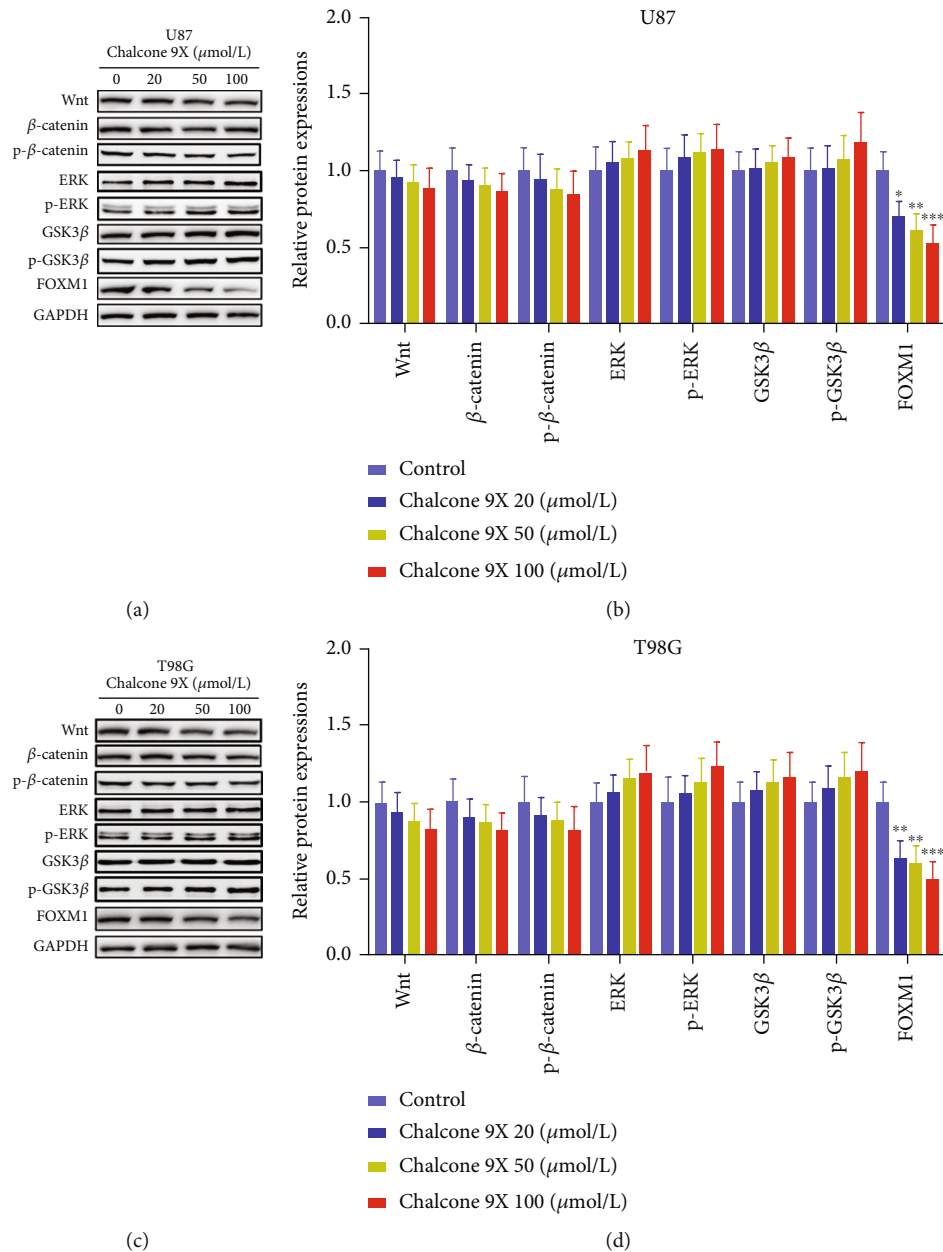 U87
Chalcone 9X (μmol/L)
0 20 50 100
Wnt
β-catenin
p-β-catenin
ERK
p-ERK
GSK3β
p-GSK3β
FOXM1
GAPDH
(a)
U87
Relative protein expressions
2.0
1.5
1.0
0.5
0.0
*
**
***
Wnt
β-catenin
p-β-catenin
ERK
p-ERK
GSK3β
p-GSK3β
FOXM1
Control
Chalcone 9X 20 (μmol/L)
Chalcone 9X 50 (μmol/L)
Chalcone 9X 100 (μmol/L)
(b)
T98G
Chalcone 9X (μmol/L)
0 20 50 100
Wnt
β-catenin
p-β-catenin
ERK
p-ERK
GSK3β
p-GSK3β
FOXM1
GAPDH
(c)
T98G
Relative protein expressions
2.0
1.5
1.0
0.5
0.0
**
**
***
Wnt
β-catenin
p-β-catenin
ERK
p-ERK
GSK3β
p-GSK3β
FOXM1
Control
Chalcone 9X 20 (μmol/L)
Chalcone 9X 50 (μmol/L)
Chalcone 9X 100 (μmol/L)
(d)